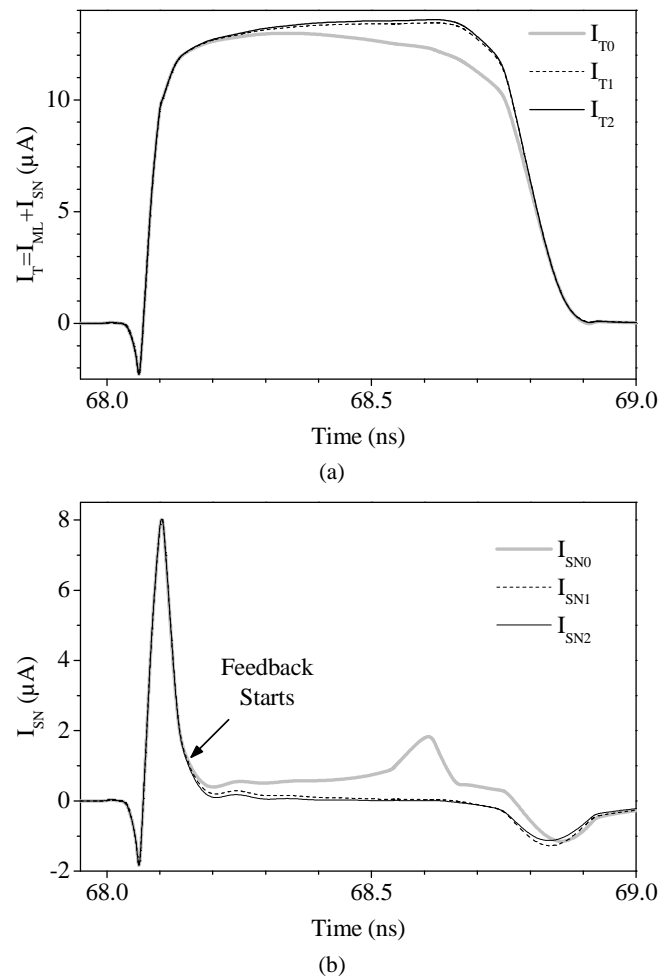 I_T=I_ML+I_SN (μA)
10
5
0
I_T0
I_T1
I_T2
68.0
68.5
69.0
Time (ns)
(a)
I_SN (μA)
8
6
4
2
0
-2
I_SN0
I_SN1
I_SN2
Feedback
Starts
68.0
68.5
69.0
Time (ns)
(b)